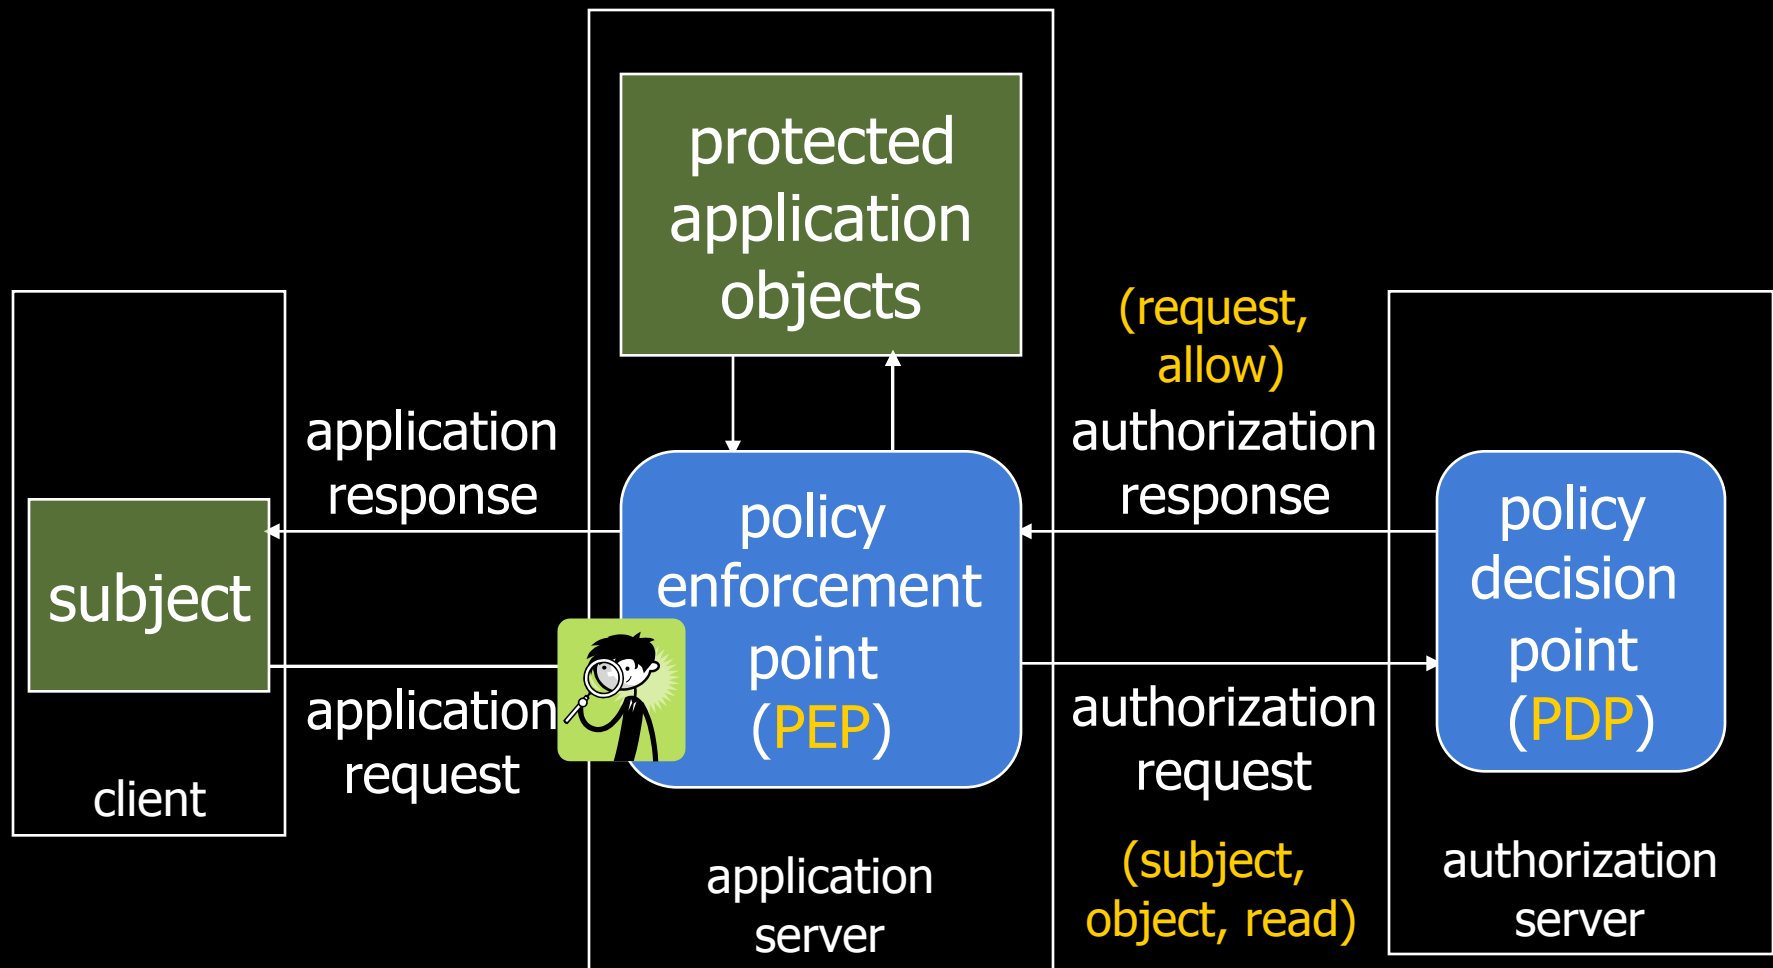 protected
application
objects
(request,
allow)
application
response
authorization
response
subject
policy
enforcement
point
(PEP)
policy
decision
point
(PDP)
application
request
authorization
request
client
application
server
(subject,
object, read)
authorization
server